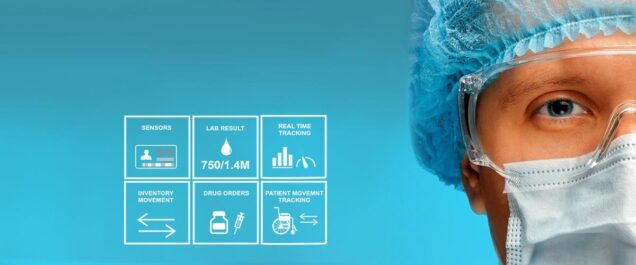 SENSORS
LAB RESULT
750/1.4M
REAL TIME
TRACKING
INVENTORY
MOVEMENT
DRUG ORDERS
PATIENT MOVEMNT
TRACKING